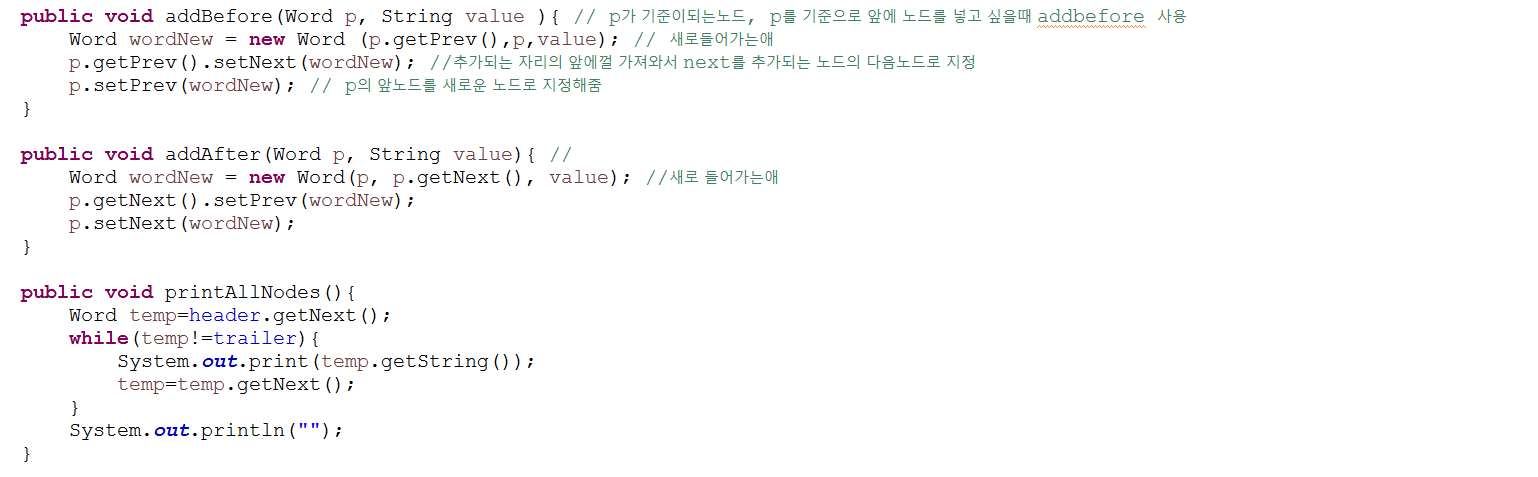 public void addBefore(Word p, String value ){ // p가 기준이되는노드, p를 기준으로 앞에 노드를 넣고 싶을때 addbefore 사용
Word wordNew = new Word (p.getPrev(),p,value); // 새로들어가는애
p.getPrev().setNext(wordNew); //추가되는 자리의 앞에껄 가져와서 next를 추가되는 노드의 다음노드로 지정
p.setPrev(wordNew); // p의 앞노드를 새로운 노드로 지정해줌
}
public void addAfter(Word p, String value){ //
Word wordNew = new Word(p, p.getNext(), value); //새로 들어가는애
p.getNext().setPrev(wordNew);
p.setNext(wordNew);
}
public void printAllNodes(){
Word temp=header.getNext();
while(temp!=trailer){
System.out.print(temp.getString());
temp=temp.getNext();
}
System.out.println("");
}